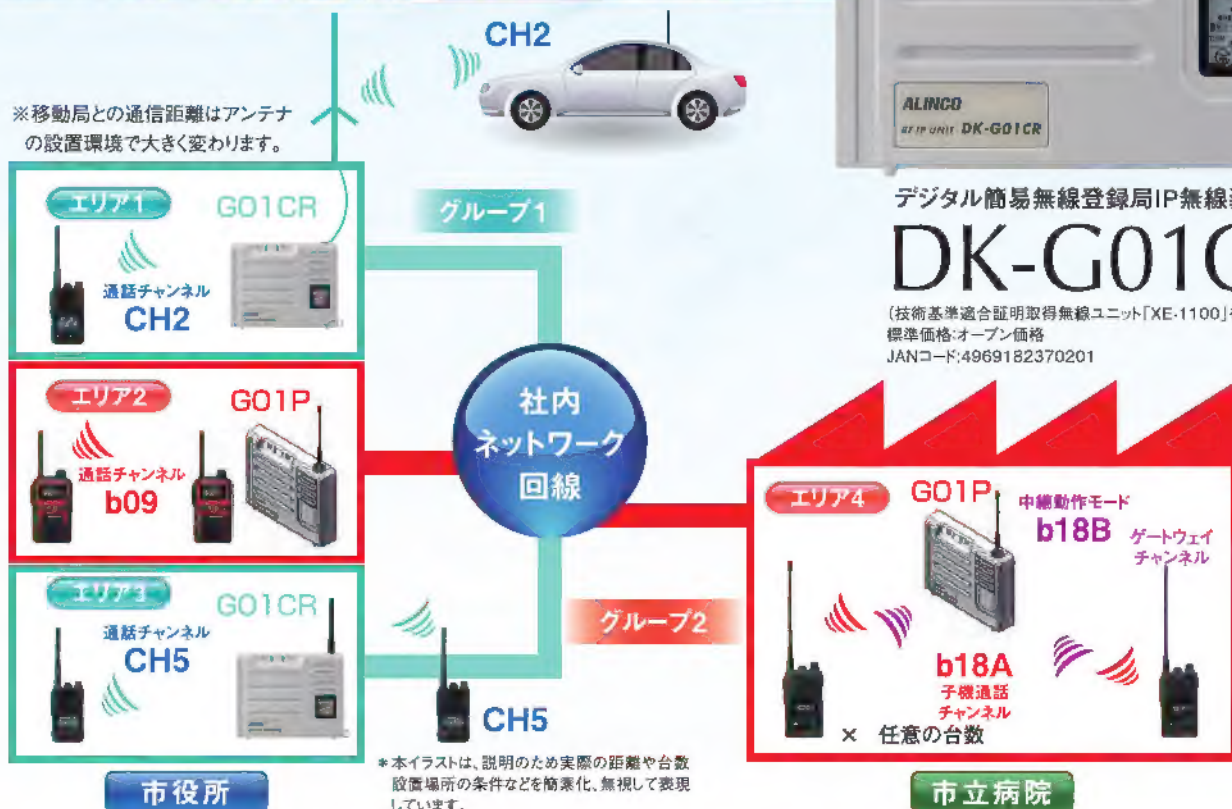 CH2
※移動局との通信距離はアンテナ
の設置環境で大きく変わります。
エリア1
G01CR
通話チャンネル
CH2
グループ1
エリア2
G01P
通話チャンネル
b09
社内
ネットワーク
回線
エリア3
G01CR
通話チャンネル
CH5
CH5
グループ2
市役所
*本イラストは、説明のため実際の距離や台数
設置場所の条件などを簡素化、無視して表現
しています。
ALINCO
RF IP UNIT DK-G01CR
デジタル簡易無線登録局IP無線
DK-G01C
(技術基準適合証明取得無線ユニット「XE-1100」
標準価格:オープン価格
JANコード:4969182370201
エリア4
G01P
中継動作モード
b18B
ゲートウェイ
チャンネル
b18A
子機通話
チャンネル
× 任意の台数
市立病院